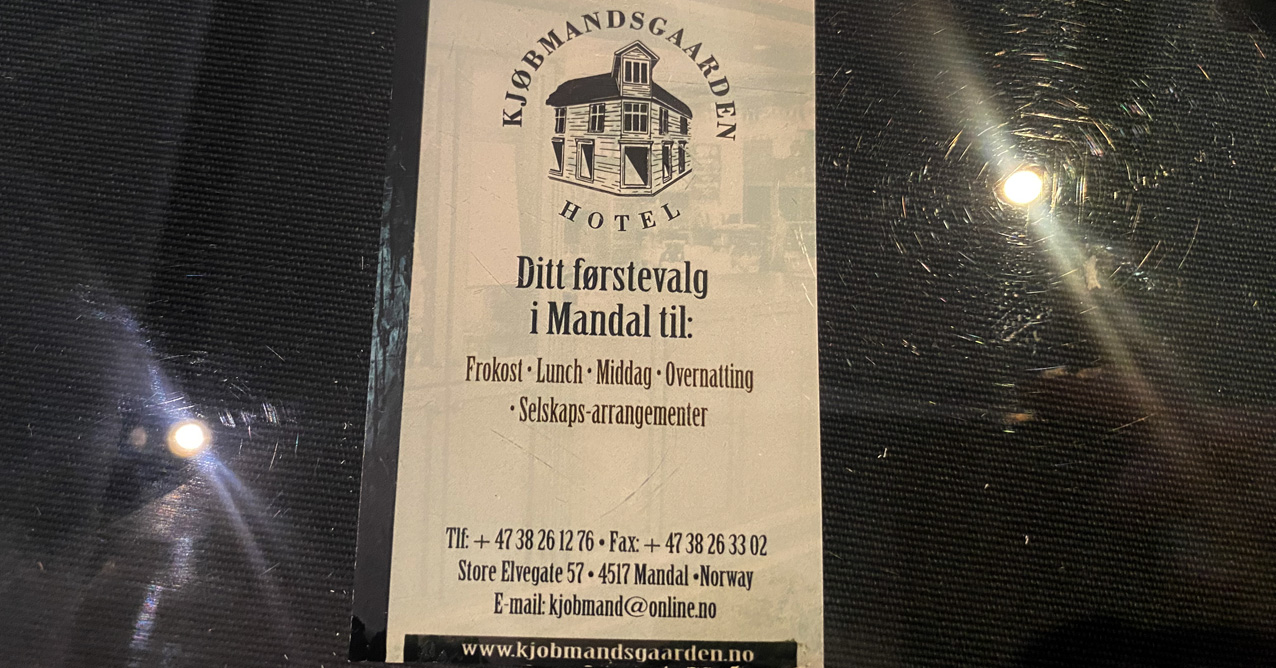 KJØBMANDSGAARDEN
HOTEL
Ditt førstevalg
i Mandal til:
Frokost • Lunch • Middag • Overnatting
• Selskaps-arrangementer
Tlf: + 47 38 26 12 76 • Fax: + 47 38 26 33 02
Store Elvegate 57 • 4517 Mandal •Norway
E-mail: kjobmand@online.no
www.kjobmandsgaarden.no